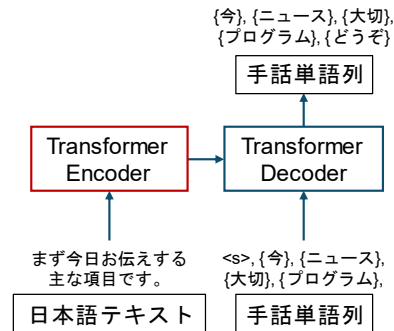 {今}, {ニュース}, {大切},
{プログラム}, {どうぞ}
手話単語列
Transformer
Encoder
Transformer
Decoder
まず今日お伝えする
主な項目です。
<s>, {今}, {ニュース},
{大切}, {プログラム},
日本語テキスト
手話単語列